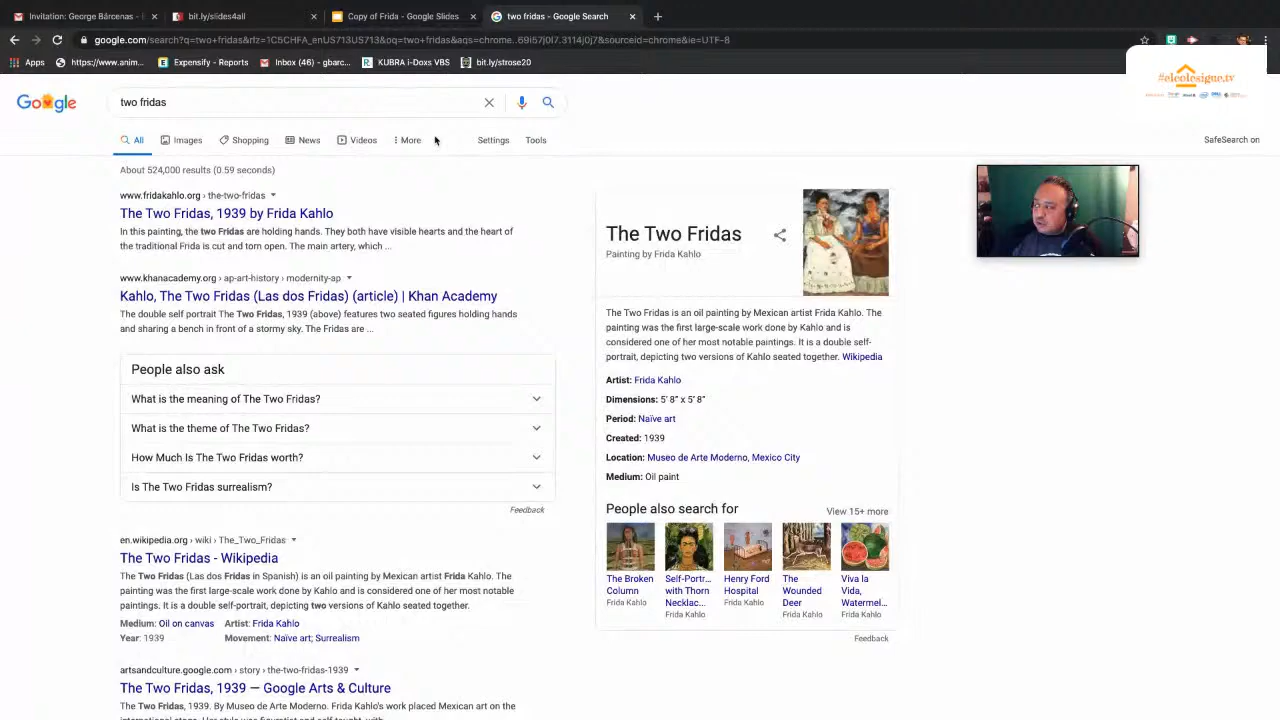 Invitation: George Bárcenas - 
bit.ly/slides4all
Copy of Frida - Google Slides
two fridas - Google Search
google.com/search?q=two+fridas&rlz=1C5CHFA_enUS713US713&oq=two+fridas&aqs=chrome..69i57j0l7.3114j0j7&sourceid=chrome&ie=UTF-8
Apps
https://www.anim...
Expensify - Reports
Inbox (46) - gbarc...
KUBRA i-Doxs VBS
bit.ly/strose20
#elcolesigue.tv
Google
two fridas
All
Images
Shopping
News
Videos
More
Settings
Tools
SafeSearch on
About 524,000 results (0.59 seconds)
www.fridakahlo.org › the-two-fridas
The Two Fridas, 1939 by Frida Kahlo
In this painting, the two Fridas are holding hands. They both have visible hearts and the heart of
the traditional Frida is cut and torn open. The main artery, which ...
www.khanacademy.org › ap-art-history › modernity-ap
Kahlo, The Two Fridas (Las dos Fridas) (article) | Khan Academy
The double self portrait The Two Fridas, 1939 (above) features two seated figures holding hands
and sharing a bench in front of a stormy sky. The Fridas are ...
People also ask
What is the meaning of The Two Fridas?
What is the theme of The Two Fridas?
How Much Is The Two Fridas worth?
Is The Two Fridas surrealism?
Feedback
en.wikipedia.org › wiki › The_Two_Fridas
The Two Fridas - Wikipedia
The Two Fridas (Las dos Fridas in Spanish) is an oil painting by Mexican artist Frida Kahlo. The
painting was the first large-scale work done by Kahlo and is considered one of her most notable
paintings. It is a double self-portrait, depicting two versions of Kahlo seated together.
Medium: Oil on canvas Artist: Frida Kahlo
Year: 1939 Movement: Naïve art; Surrealism
artsandculture.google.com › story › the-two-fridas-1939
The Two Fridas, 1939 — Google Arts & Culture
The Two Fridas, 1939. By Museo de Arte Moderno. Frida Kahlo's work placed Mexican art on the
international stage. Her style was figuratist and self-taught, with
The Two Fridas
Painting by Frida Kahlo
The Two Fridas is an oil painting by Mexican artist Frida Kahlo. The
painting was the first large-scale work done by Kahlo and is
considered one of her most notable paintings. It is a double self-
portrait, depicting two versions of Kahlo seated together. Wikipedia
Artist: Frida Kahlo
Dimensions: 5′ 8″ x 5′ 8″
Period: Naïve art
Created: 1939
Location: Museo de Arte Moderno, Mexico City
Medium: Oil paint
People also search for
View 15+ more
The Broken
Column
Frida Kahlo
Self-Portr...
with Thorn
Necklac...
Frida Kahlo
Henry Ford
Hospital
Frida Kahlo
The
Wounded
Deer
Frida Kahlo
Viva la
Vida,
Watermel...
Frida Kahlo
Feedback